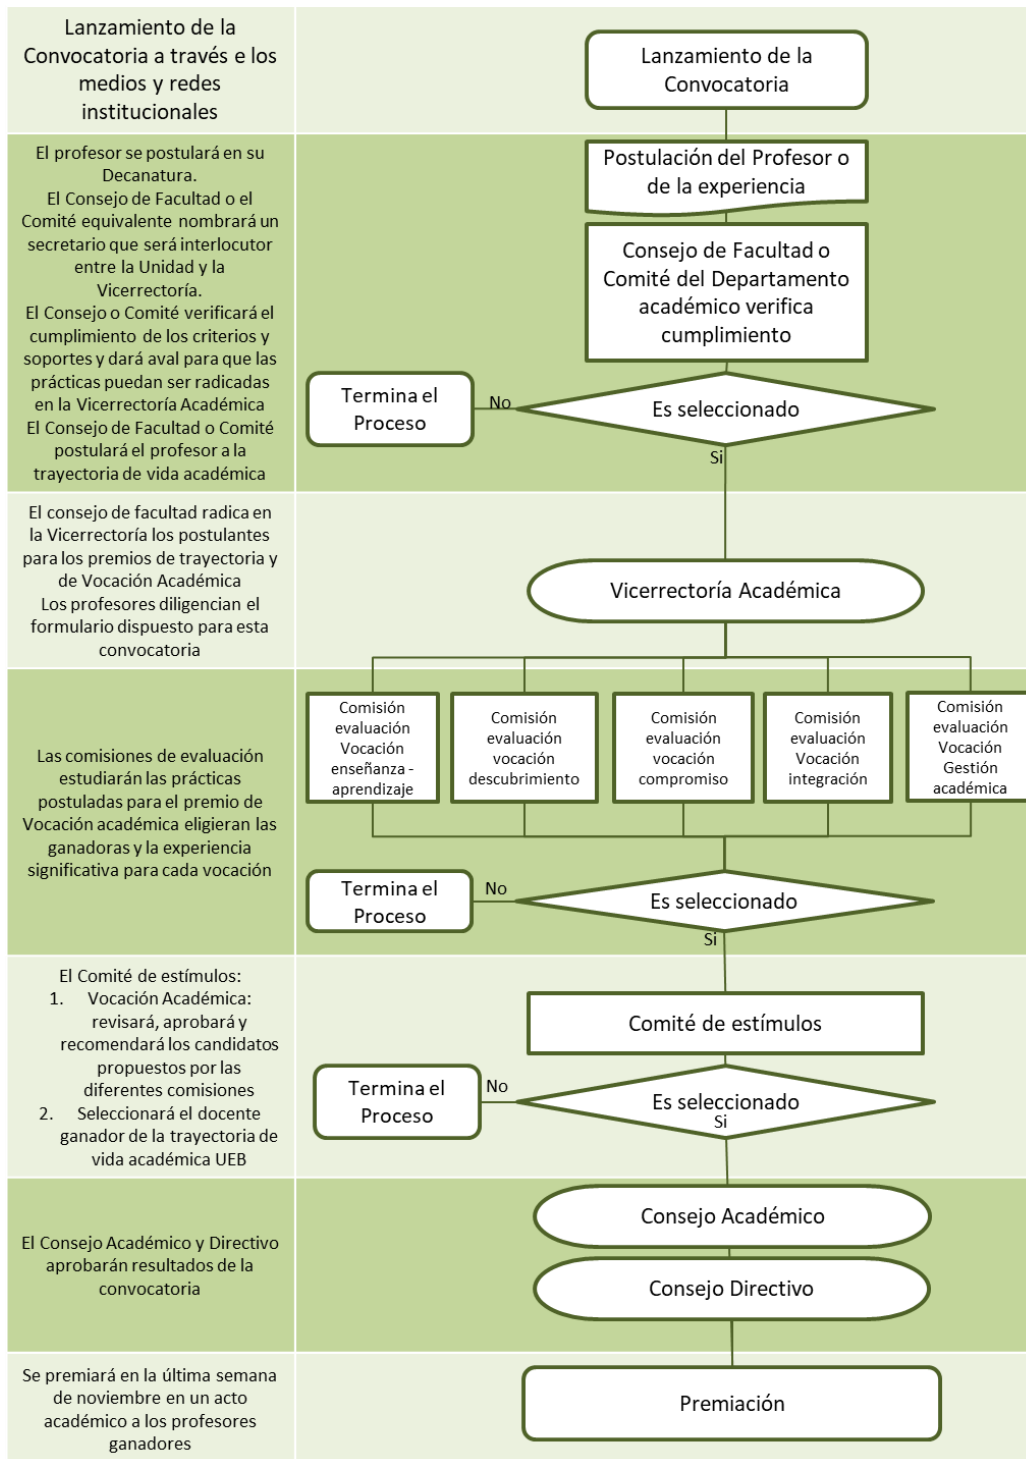 Lanzamiento de la
Convocatoria a través e los
medios y redes
institucionales
Lanzamiento de la
Convocatoria
El profesor se postulará en su
Decanatura.
El Consejo de Facultad o el
Comité equivalente nombrará un
secretario que será interlocutor
entre la Unidad y la
Vicerrectoría.
El Consejo o Comité verificará el
cumplimiento de los criterios y
soportes y dará aval para que las
prácticas puedan ser radicadas
en la Vicerrectoría Académica
El Consejo de Facultad o Comité
postulará el profesor a la
trayectoria de vida académica
Postulación del Profesor o
de la experiencia
Consejo de Facultad o
Comité del Departamento
académico verifica
cumplimiento
Termina el
Proceso
No
Es seleccionado
Si
El consejo de facultad radica en
la Vicerrectoría los postulantes
para los premios de trayectoria y
de Vocación Académica
Los profesores diligencian el
formulario dispuesto para esta
convocatoria
Vicerrectoría Académica
Las comisiones de evaluación
estudiarán las prácticas
postuladas para el premio de
Vocación académica eligieran las
ganadoras y la experiencia
significativa para cada vocación
Comisión
evaluación
Vocación
enseñanza -
aprendizaje
Comisión
evaluación
vocación
descubrimiento
Comisión
evaluación
vocación
compromiso
Comisión
evaluación
Vocación
integración
Comisión
evaluación
Vocación
Gestión
académica
Termina el
Proceso
No
Es seleccionado
Si
El Comité de estímulos:
1. Vocación Académica:
revisará, aprobará y
recomendará los candidatos
propuestos por las
diferentes comisiones
2. Seleccionará el docente
ganador de la trayectoria de
vida académica UEB
Comité de estímulos
Termina el
Proceso
No
Es seleccionado
Si
El Consejo Académico y Directivo
aprobarán resultados de la
convocatoria
Consejo Académico
Consejo Directivo
Se premiará en la última semana
de noviembre en un acto
académico a los profesores
ganadores
Premiación